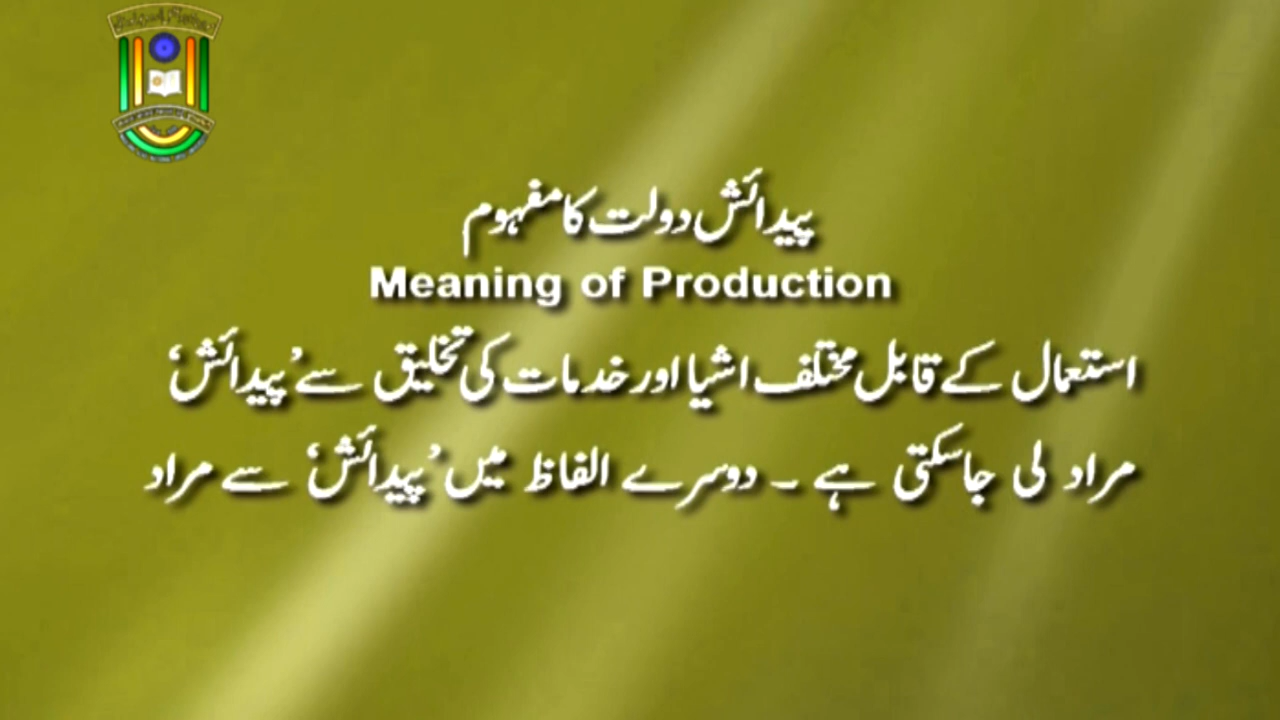 پیدائش دولت کا مفہوم
Meaning of Production
استعمال کے قابل مختلف اشیا اور خدمات کی تخلیق سے ’پیدائش‘
مراد لی جاسکتی ہے ۔ دوسرے الفاظ میں ’پیدائش‘ سے مراد